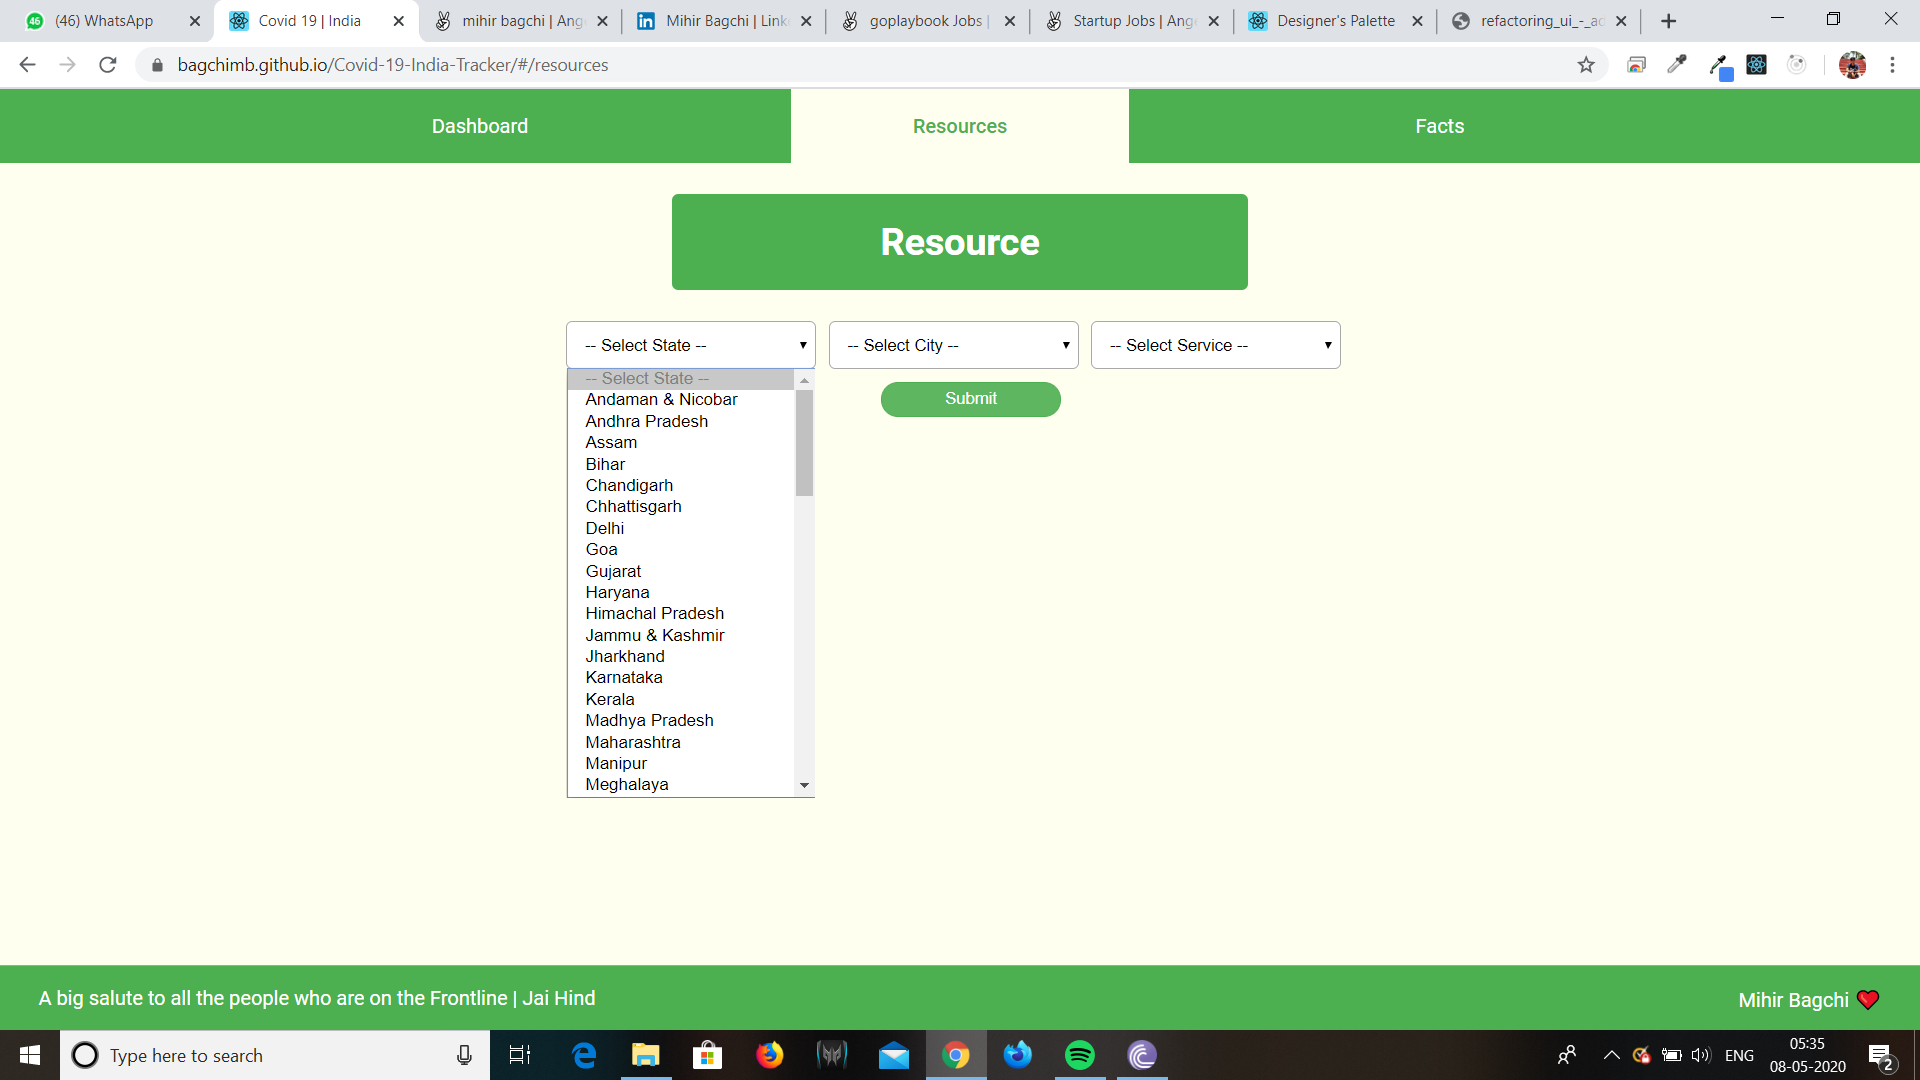 46 (46) WhatsApp
Covid 19 | India
mihir bagchi | Ang
Mihir Bagchi | Link
goplaybook Jobs |
Startup Jobs | Ang
Designer's Palette
refactoring_ui_-_ad
bagchimb.github.io/Covid-19-India-Tracker/#/resources
Dashboard
Resources
Facts
Resource
-- Select State --
-- Select City --
-- Select Service --
-- Select State --
Andaman & Nicobar
Andhra Pradesh
Assam
Bihar
Chandigarh
Chhattisgarh
Delhi
Goa
Gujarat
Haryana
Himachal Pradesh
Jammu & Kashmir
Jharkhand
Karnataka
Kerala
Madhya Pradesh
Maharashtra
Manipur
Meghalaya
Submit
A big salute to all the people who are on the Frontline | Jai Hind
Mihir Bagchi
Type here to search
ENG
05:35
08-05-2020
2